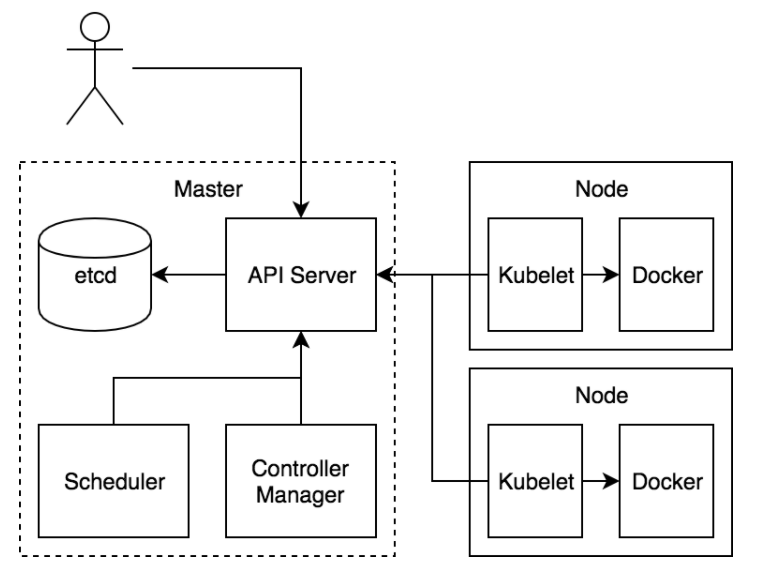 Master
etcd
API Server
Scheduler
Controller
Manager
Node
Kubelet
Docker
Node
Kubelet
Docker